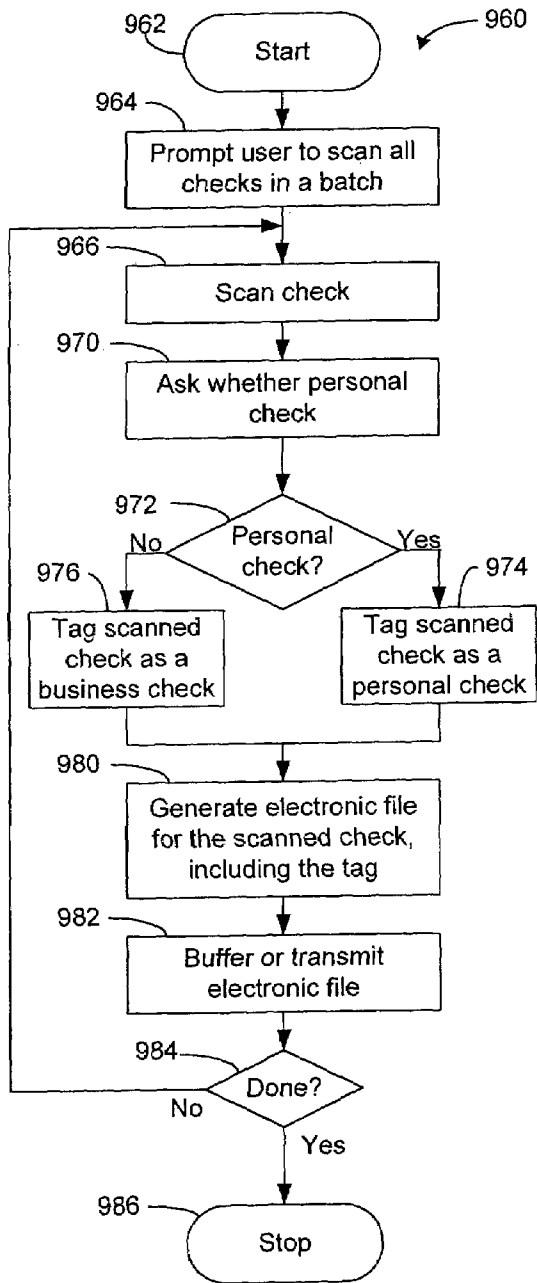 962
Start
960
964
Prompt user to scan all
checks in a batch
966
Scan check
970
Ask whether personal
check
972
Personal
check?
No
Yes
976
Tag scanned
check as a
business check
974
Tag scanned
check as a
personal check
980
Generate electronic file
for the scanned check,
including the tag
982
Buffer or transmit
electronic file
984
Done?
No
Yes
986
Stop